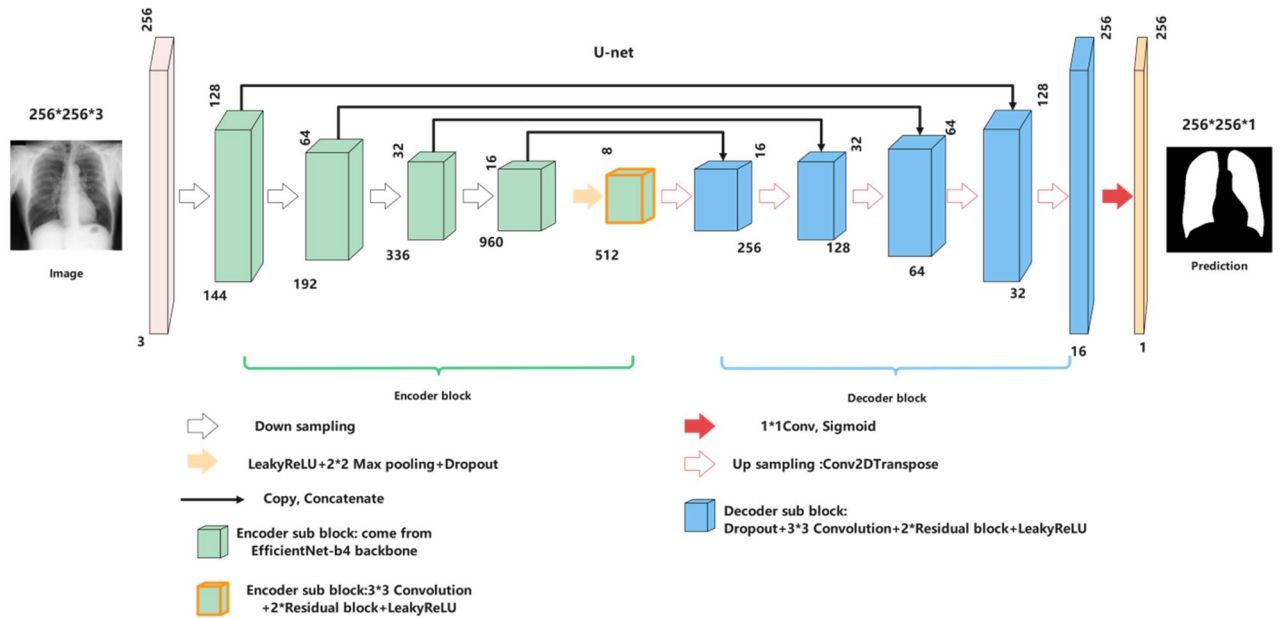 U-net
256*256*3
Image
256
3
128
144
64
192
32
336
16
960
8
512
16
256
32
128
64
64
128
32
256
16
256
1
256*256*1
Prediction
Encoder block
Decoder block
Down sampling
LeakyReLU+2*2 Max pooling+Dropout
Copy, Concatenate
Encoder sub block: come from
EfficientNet-b4 backbone
Encoder sub block:3*3 Convolution
+2*Residual block+LeakyReLU
1*1Conv, Sigmoid
Up sampling :Conv2DTranspose
Decoder sub block:
Dropout+3*3 Convolution+2*Residual block+LeakyReLU